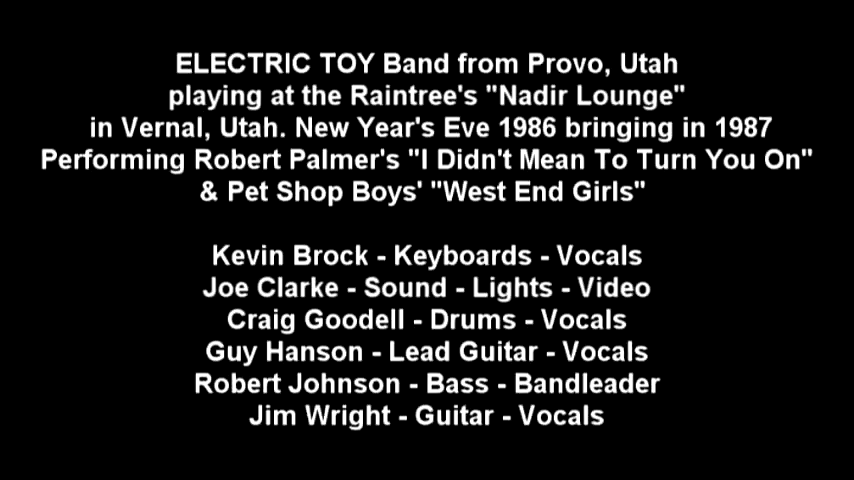 ELECTRIC TOY Band from Provo, Utah
playing at the Raintree's "Nadir Lounge"
in Vernal, Utah. New Year's Eve 1986 bringing in 1987
Performing Robert Palmer's "I Didn't Mean To Turn You On"
& Pet Shop Boys' "West End Girls"
Kevin Brock - Keyboards - Vocals
Joe Clarke - Sound - Lights - Video
Craig Goodell - Drums - Vocals
Guy Hanson - Lead Guitar - Vocals
Robert Johnson - Bass - Bandleader
Jim Wright - Guitar - Vocals